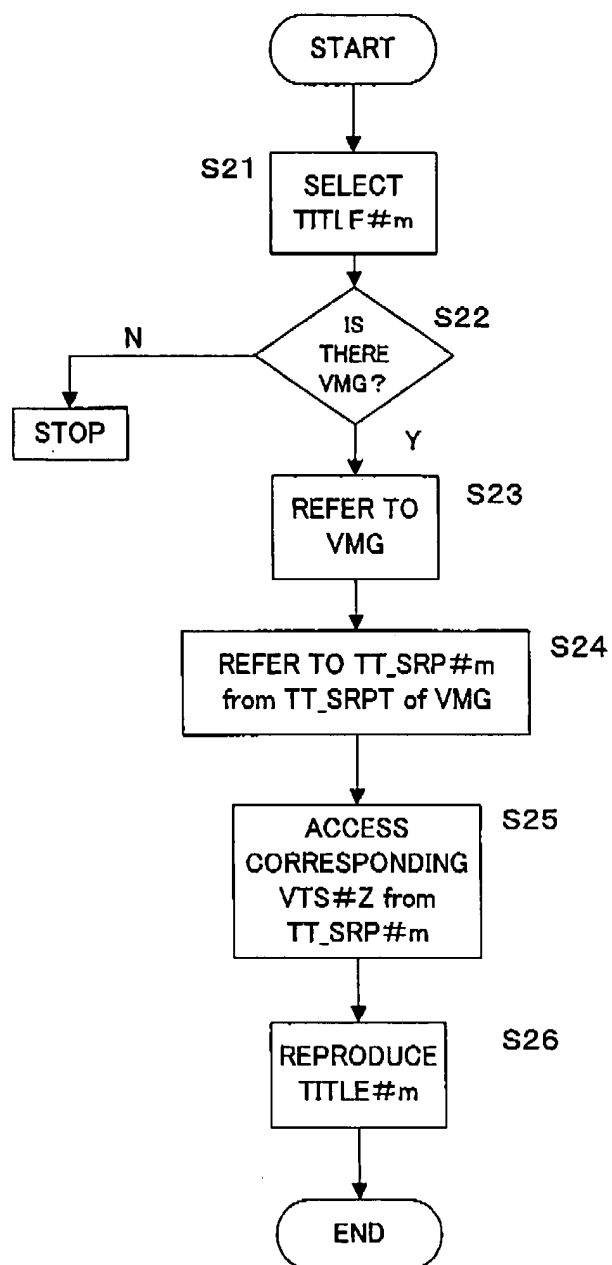 START
S21
SELECT
TITLE#m
S22
IS
THERE
VMG?
N
STOP
Y
S23
REFER TO
VMG
S24
REFER TO TT_SRP#m
from TT_SRPT of VMG
S25
ACCESS
CORRESPONDING
VTS#Z from
TT_SRP#m
S26
REPRODUCE
TITLE#m
END